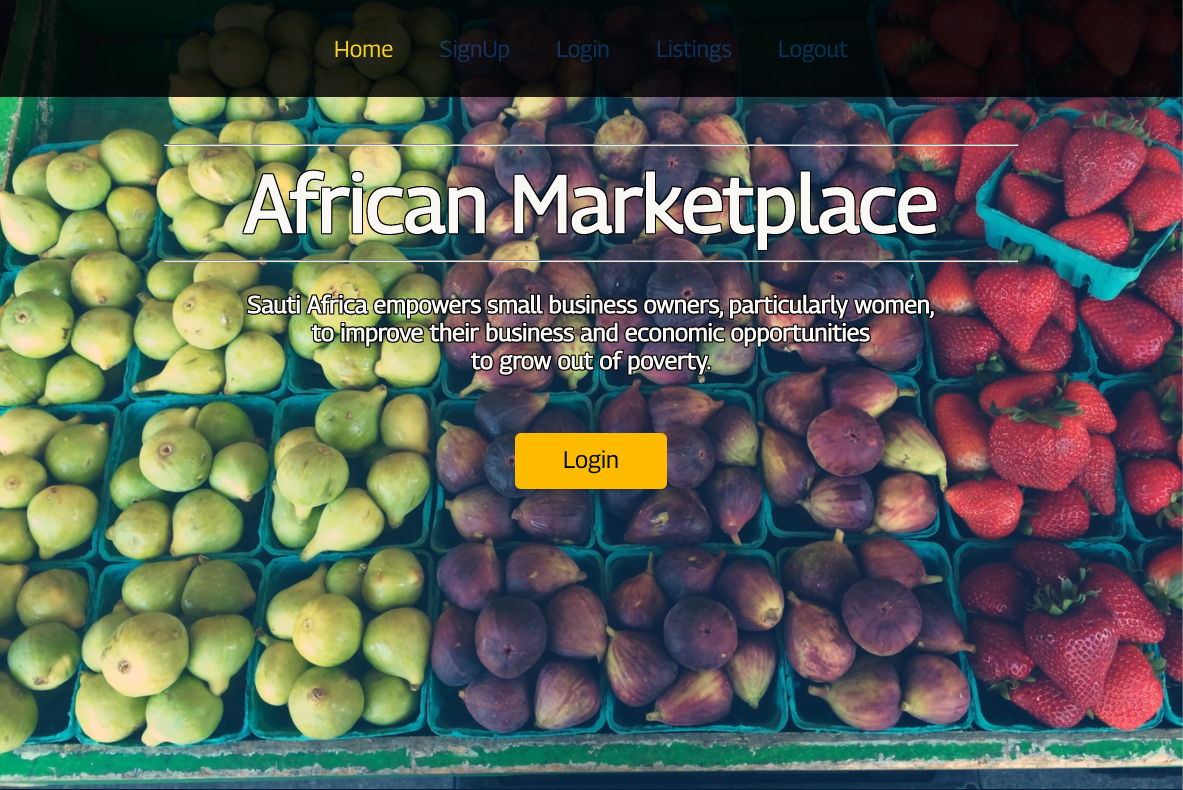 Home SignUp Login Listings Logout
African Marketplace
Sauti Africa empowers small business owners, particularly women,
to improve their business and economic opportunities
to grow out of poverty.
Login